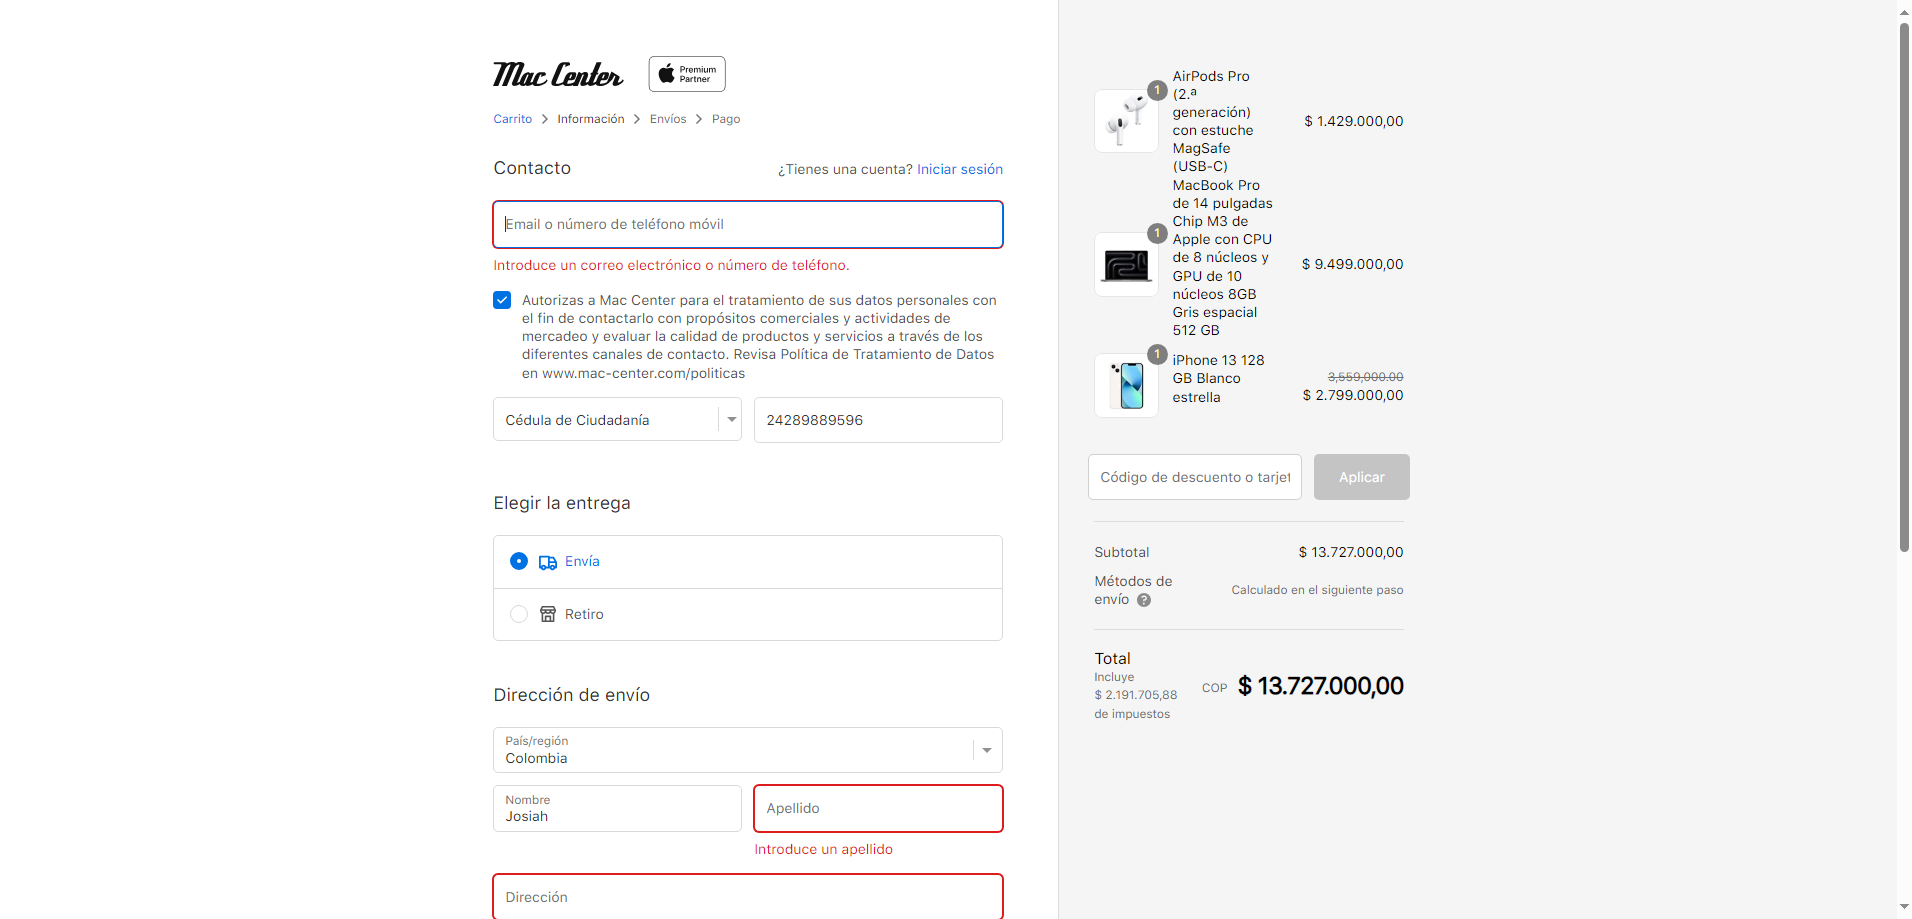 Mac Center
Premium
Partner
Carrito > Información > Envíos > Pago
Contacto
¿Tienes una cuenta? Iniciar sesión
Email o número de teléfono móvil
Introduce un correo electrónico o número de teléfono.
Autorizas a Mac Center para el tratamiento de sus datos personales con
el fin de contactarlo con propósitos comerciales y actividades de
mercadeo y evaluar la calidad de productos y servicios a través de los
diferentes canales de contacto. Revisa Política de Tratamiento de Datos
en www.mac-center.com/politicas
Cédula de Ciudadanía
24289889596
Elegir la entrega
Envía
Retiro
Dirección de envío
País/región
Colombia
Nombre
Josiah
Apellido
Introduce un apellido
Dirección
1
AirPods Pro
(2.ª
generación)
con estuche
MagSafe
(USB-C)
$ 1.429.000,00
1
MacBook Pro
de 14 pulgadas
Chip M3 de
Apple con CPU
de 8 núcleos y
GPU de 10
núcleos 8GB
Gris espacial
512 GB
$ 9.499.000,00
1
iPhone 13 128
GB Blanco
estrella
3,559,000.00
$ 2.799.000,00
Código de descuento o tarjet
Aplicar
Subtotal
$ 13.727.000,00
Métodos de
envío ?
Calculado en el siguiente paso
Total
Incluye
$ 2.191.705,88
de impuestos
COP $ 13.727.000,00